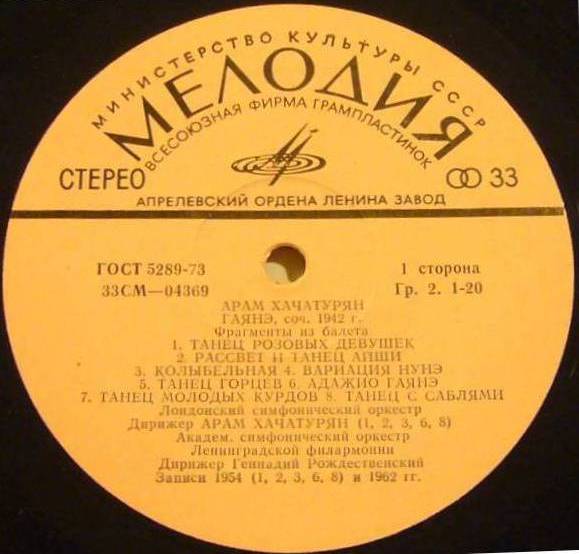 МИНИСТЕРСТВО КУЛЬТУРЫ СССР
МЕЛОДИЯ
ВСЕСОЮЗНАЯ ФИРМА ГРАМПЛАСТИНОК
СТЕРЕО 33
АПРЕЛЕВСКИЙ ОРДЕНА ЛЕНИНА ЗАВОД
ГОСТ 5289-73 1 сторона
33СМ—04369 Гр. 2. 1-20
АРАМ ХАЧАТУРЯН
ГАЯНЭ, соч. 1942 г.
Фрагменты из балета
1. ТАНЕЦ РОЗОВЫХ ДЕВУШЕК
2. РАССВЕТ И ТАНЕЦ АЙШИ
3. КОЛЫБЕЛЬНАЯ 4. ВАРИАЦИЯ НУНЭ
5. ТАНЕЦ ГОРЦЕВ 6. АДАЖИО ГАЯНЭ
7. ТАНЕЦ МОЛОДЫХ КУРДОВ 8. ТАНЕЦ С САБЛЯМИ
Лондонский симфонический оркестр
Дирижер АРАМ ХАЧАТУРЯН (1, 2, 3, 6, 8)
Академ. симфонический оркестр
Ленинградской филармонии
Дирижер Геннадий Рождественский
Записи 1954 (1, 2, 3, 6, 8) и 1962 гг.